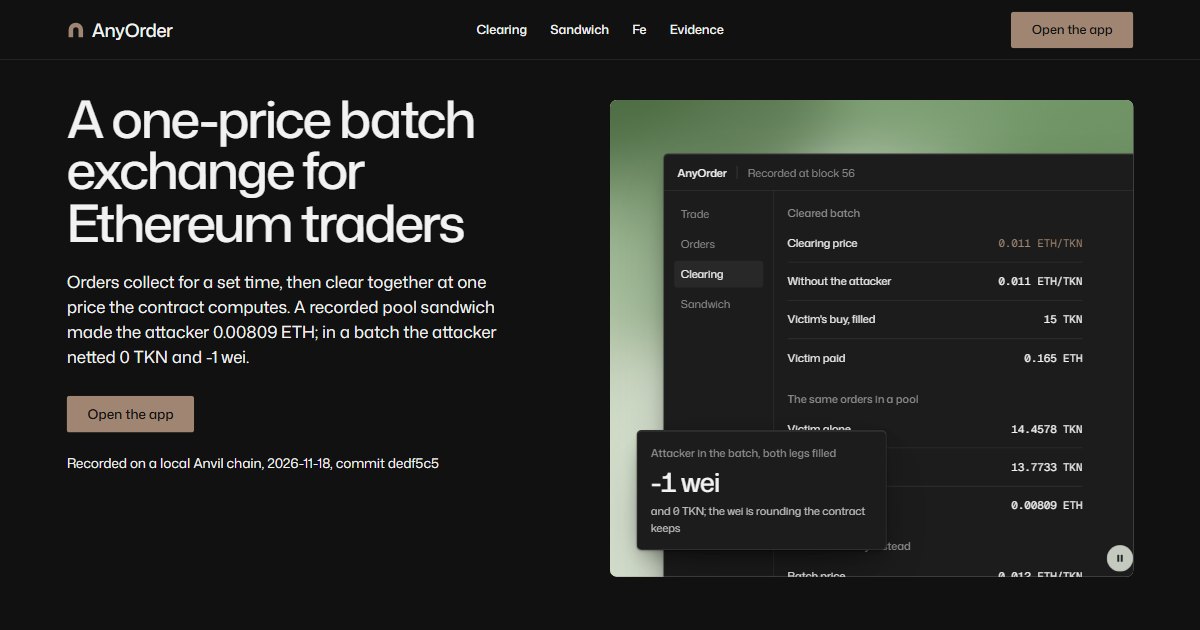 AnyOrder
Clearing
Sandwich
Fe
Evidence
Open the app
A one-price batch
exchange for
Ethereum traders
Orders collect for a set time, then clear together at one
price the contract computes. A recorded pool sandwich
made the attacker 0.00809 ETH; in a batch the attacker
netted 0 TKN and -1 wei.
Open the app
Recorded on a local Anvil chain, 2026-11-18, commit dedf5c5
AnyOrder
Recorded at block 56
Trade
Orders
Clearing
Sandwich
Cleared batch
Clearing price 0.011 ETH/TKN
Without the attacker 0.011 ETH/TKN
Victim's buy, filled 15 TKN
Victim paid 0.165 ETH
The same orders in a pool
Victim alone 14.4578 TKN
13.7733 TKN
0.00809 ETH
Attacker in the batch, both legs filled
-1 wei
and 0 TKN; the wei is rounding the contract
keeps
Batch price 0.012 ETH/TKN